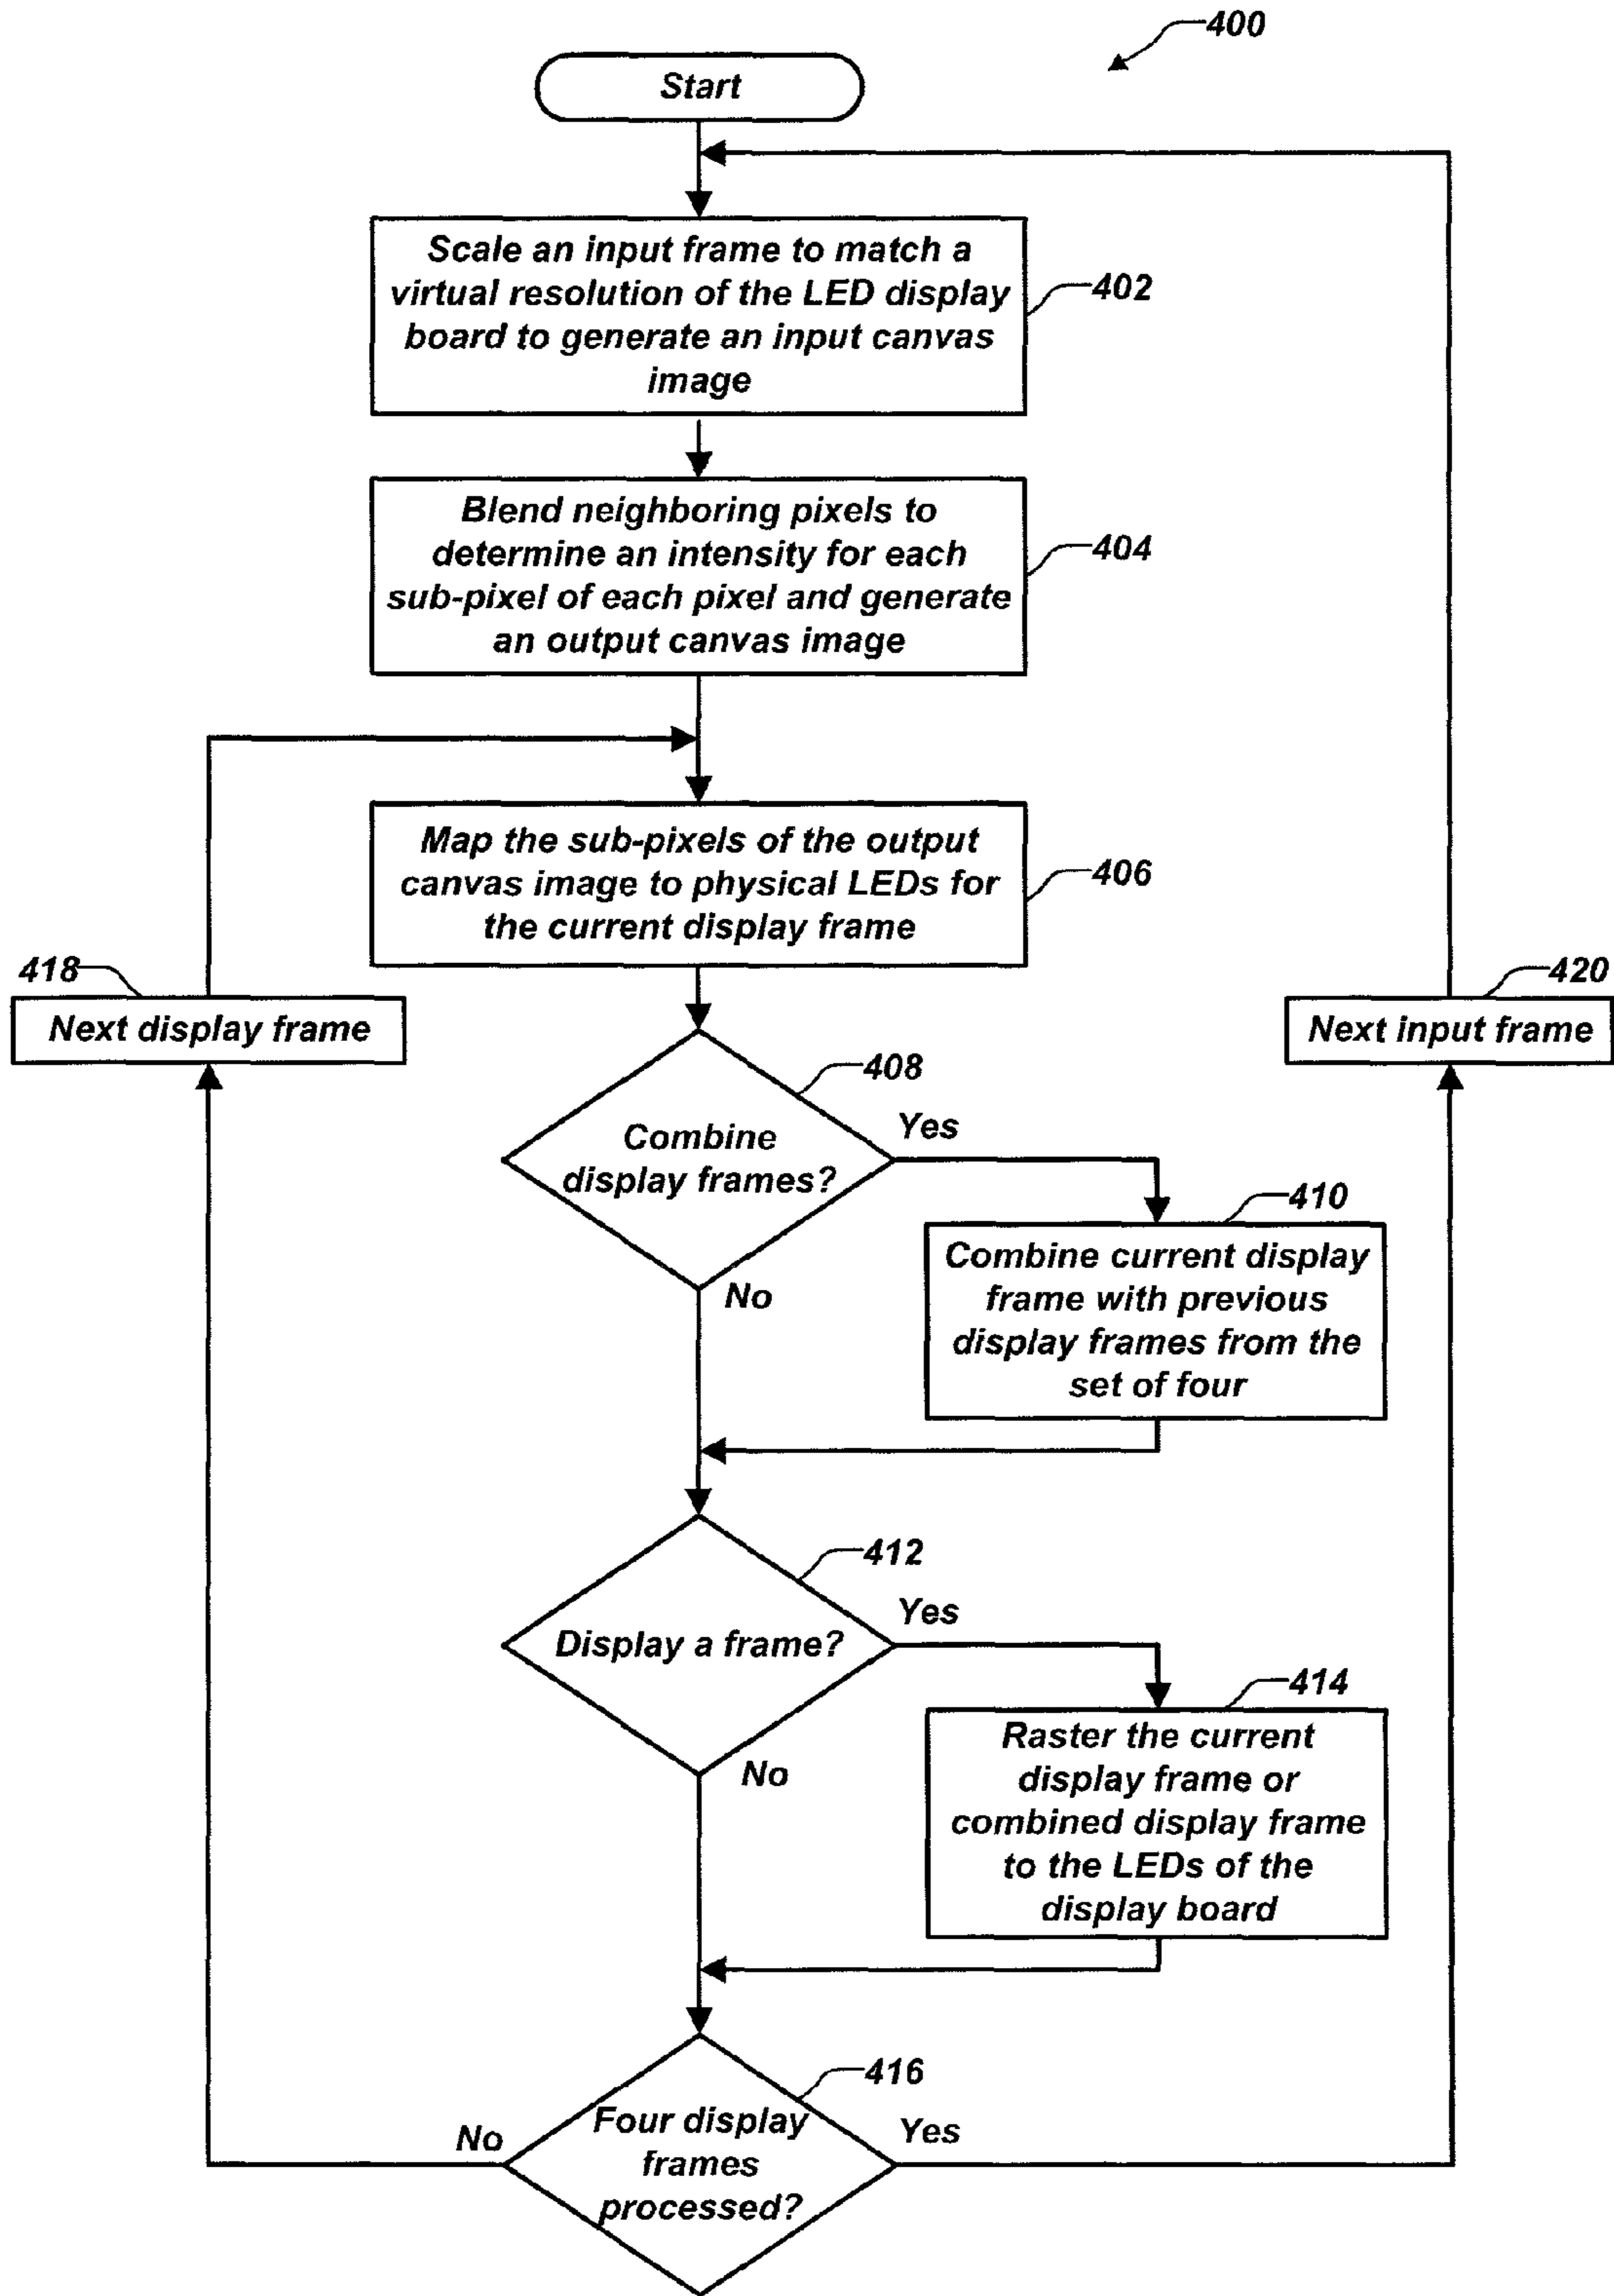 400
Start
Scale an input frame to match a
virtual resolution of the LED display
board to generate an input canvas
image
402
Blend neighboring pixels to
determine an intensity for each
sub-pixel of each pixel and generate
an output canvas image
404
Map the sub-pixels of the output
canvas image to physical LEDs for
the current display frame
406
418
Next display frame
420
Next input frame
408
Combine
display frames?
Yes
No
410
Combine current display
frame with previous
display frames from the
set of four
412
Display a frame?
Yes
No
414
Raster the current
display frame or
combined display frame
to the LEDs of the
display board
416
Four display
frames
processed?
No
Yes